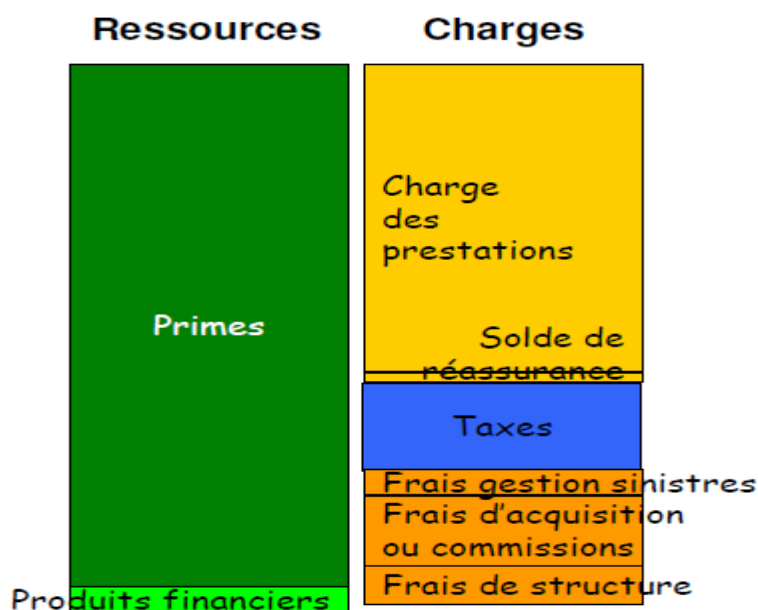 Ressources
Charges
Charge
des
prestations
Primes
Solde de
réassurance
Taxes
Frais gestion sinistres
Frais d'acquisition
ou commissions
Frais de structure
Produits financiers